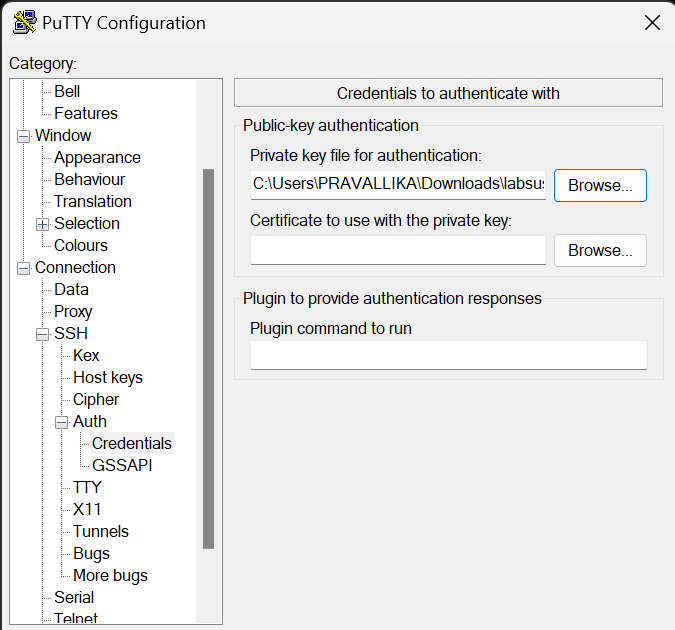 PuTTY Configuration
Category:
Bell
Features
Window
Appearance
Behaviour
Translation
Selection
Colours
Connection
Data
Proxy
SSH
Kex
Host keys
Cipher
Auth
Credentials
GSSAPI
TTY
X11
Tunnels
Bugs
More bugs
Serial
Telnet
Credentials to authenticate with
Public-key authentication
Private key file for authentication:
C:\Users\PRAVALLIKA\Downloads\labsus
Browse...
Certificate to use with the private key:
Browse...
Plugin to provide authentication responses
Plugin command to run